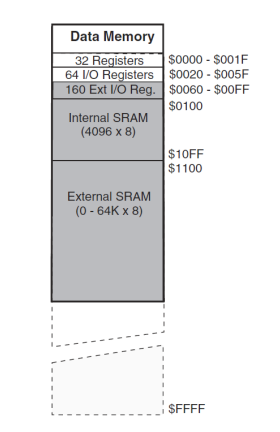 Data Memory
32 Registers $0000 - $001F
64 I/O Registers $0020 - $005F
160 Ext I/O Reg. $0060 - $00FF
$0100
Internal SRAM
(4096 x 8)
$10FF
$1100
External SRAM
(0 - 64K x 8)
$FFFF